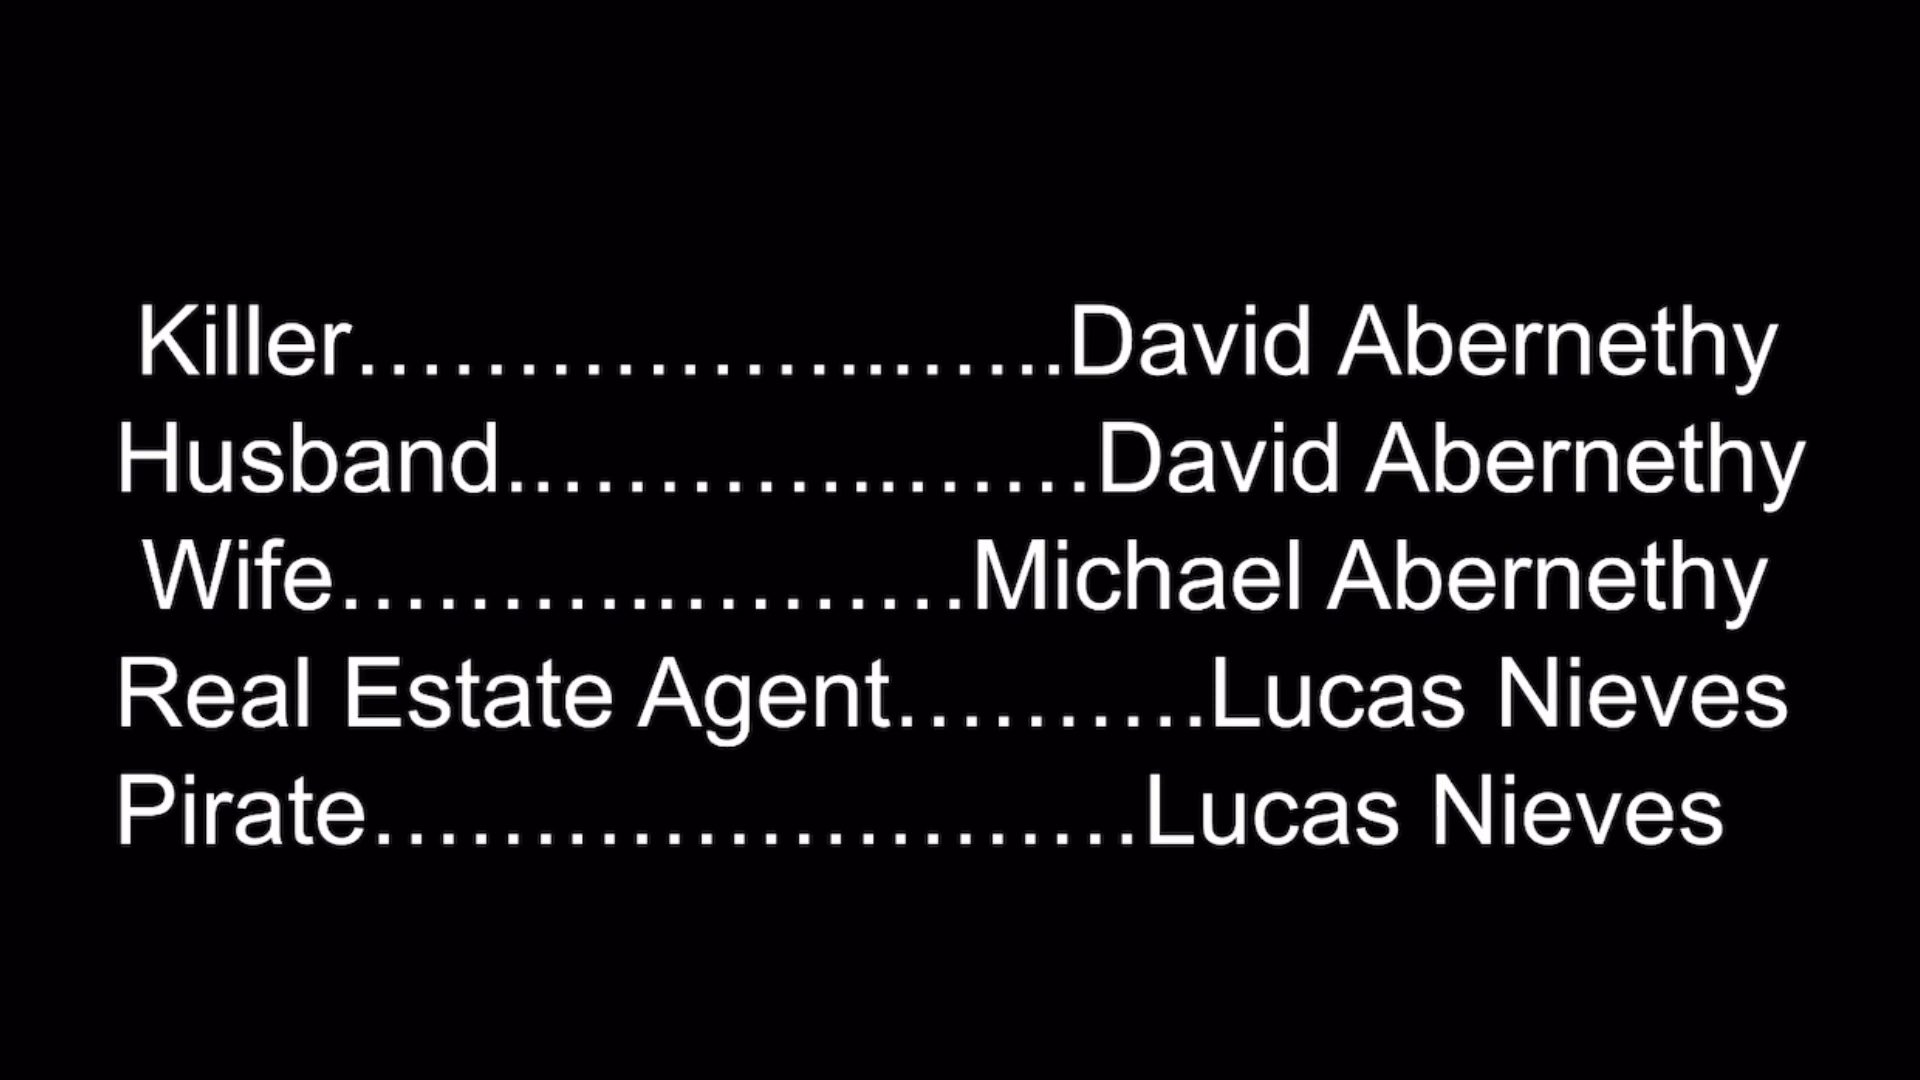 Killer…………………..…...David Abernethy
Husband..…………..……David Abernethy
Wife………..……….Michael Abernethy
Real Estate Agent……….Lucas Nieves
Pirate……………………..Lucas Nieves